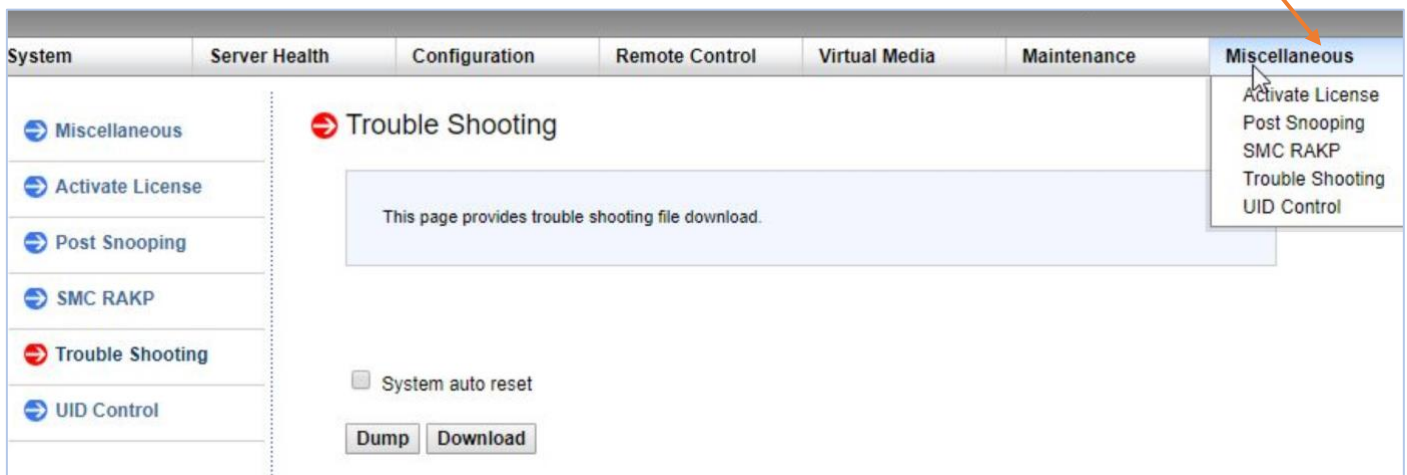 System Server Health Configuration Remote Control Virtual Media Maintenance Miscellaneous
Activate License
Post Snooping
SMC RAKP
Trouble Shooting
UID Control
Miscellaneous
Activate License
Post Snooping
SMC RAKP
Trouble Shooting
UID Control
Trouble Shooting
This page provides trouble shooting file download.
System auto reset
Dump Download